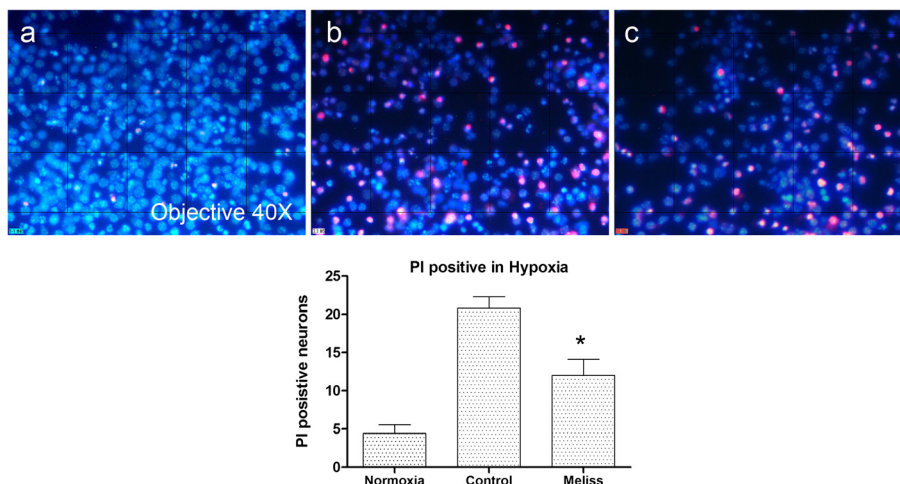 a
b
c
Objective 40X
PI positive in Hypoxia
PI posistive neurons
25
20
15
10
5
0
*
Normoxia
Control
Meliss